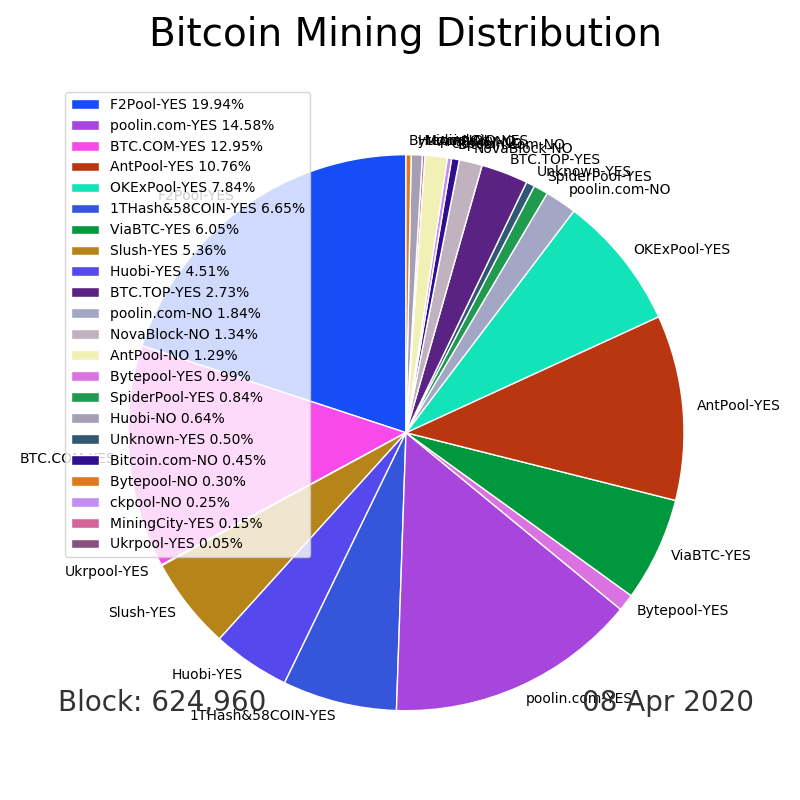 Bitcoin Mining Distribution
F2Pool-YES 19.94%
poolin.com-YES 14.58%
BTC.COM-YES 12.95%
AntPool-YES 10.76%
OKExPool-YES 7.84%
1THash&58COIN-YES 6.65%
ViaBTC-YES 6.05%
Slush-YES 5.36%
Huobi-YES 4.51%
BTC.TOP-YES 2.73%
poolin.com-NO 1.84%
NovaBlock-NO 1.34%
AntPool-NO 1.29%
Bytepool-YES 0.99%
SpiderPool-YES 0.84%
Huobi-NO 0.64%
Unknown-YES 0.50%
Bitcoin.com-NO 0.45%
Bytepool-NO 0.30%
ckpool-NO 0.25%
MiningCity-YES 0.15%
Ukrpool-YES 0.05%
NovaBlock-NO
BTC.TOP-YES
Unknown-YES
SpiderPool-YES
poolin.com-NO
F2Pool-YES
OKExPool-YES
AntPool-YES
BTC.COM-YES
ViaBTC-YES
Ukrpool-YES
Bytepool-YES
Slush-YES
Huobi-YES
poolin.com-YES
Block: 624,960
08 Apr 2020
1THash&58COIN-YES